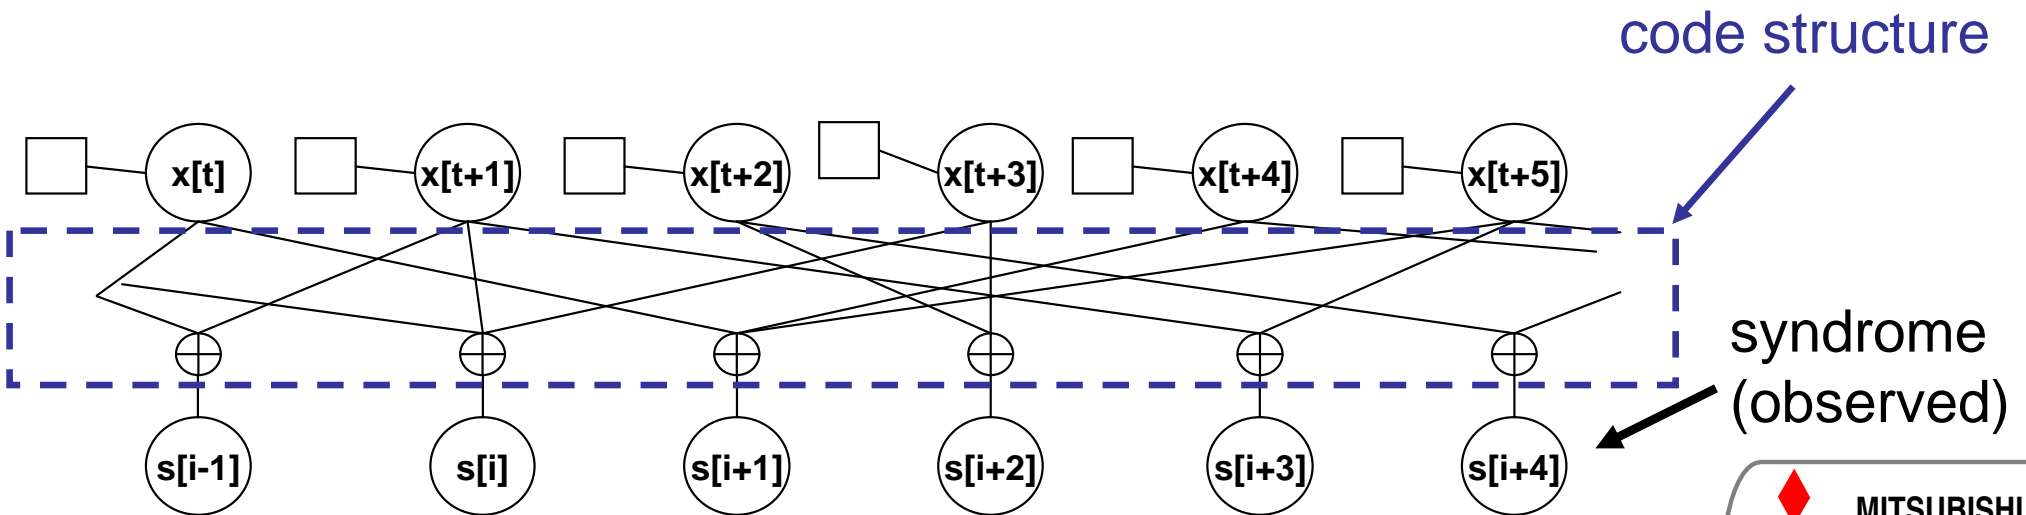 code structure
x[t] x[t+1] x[t+2] x[t+3] x[t+4] x[t+5]
syndrome
(observed)
s[i-1] s[i] s[i+1] s[i+2] s[i+3] s[i+4]
MITSUBISHI